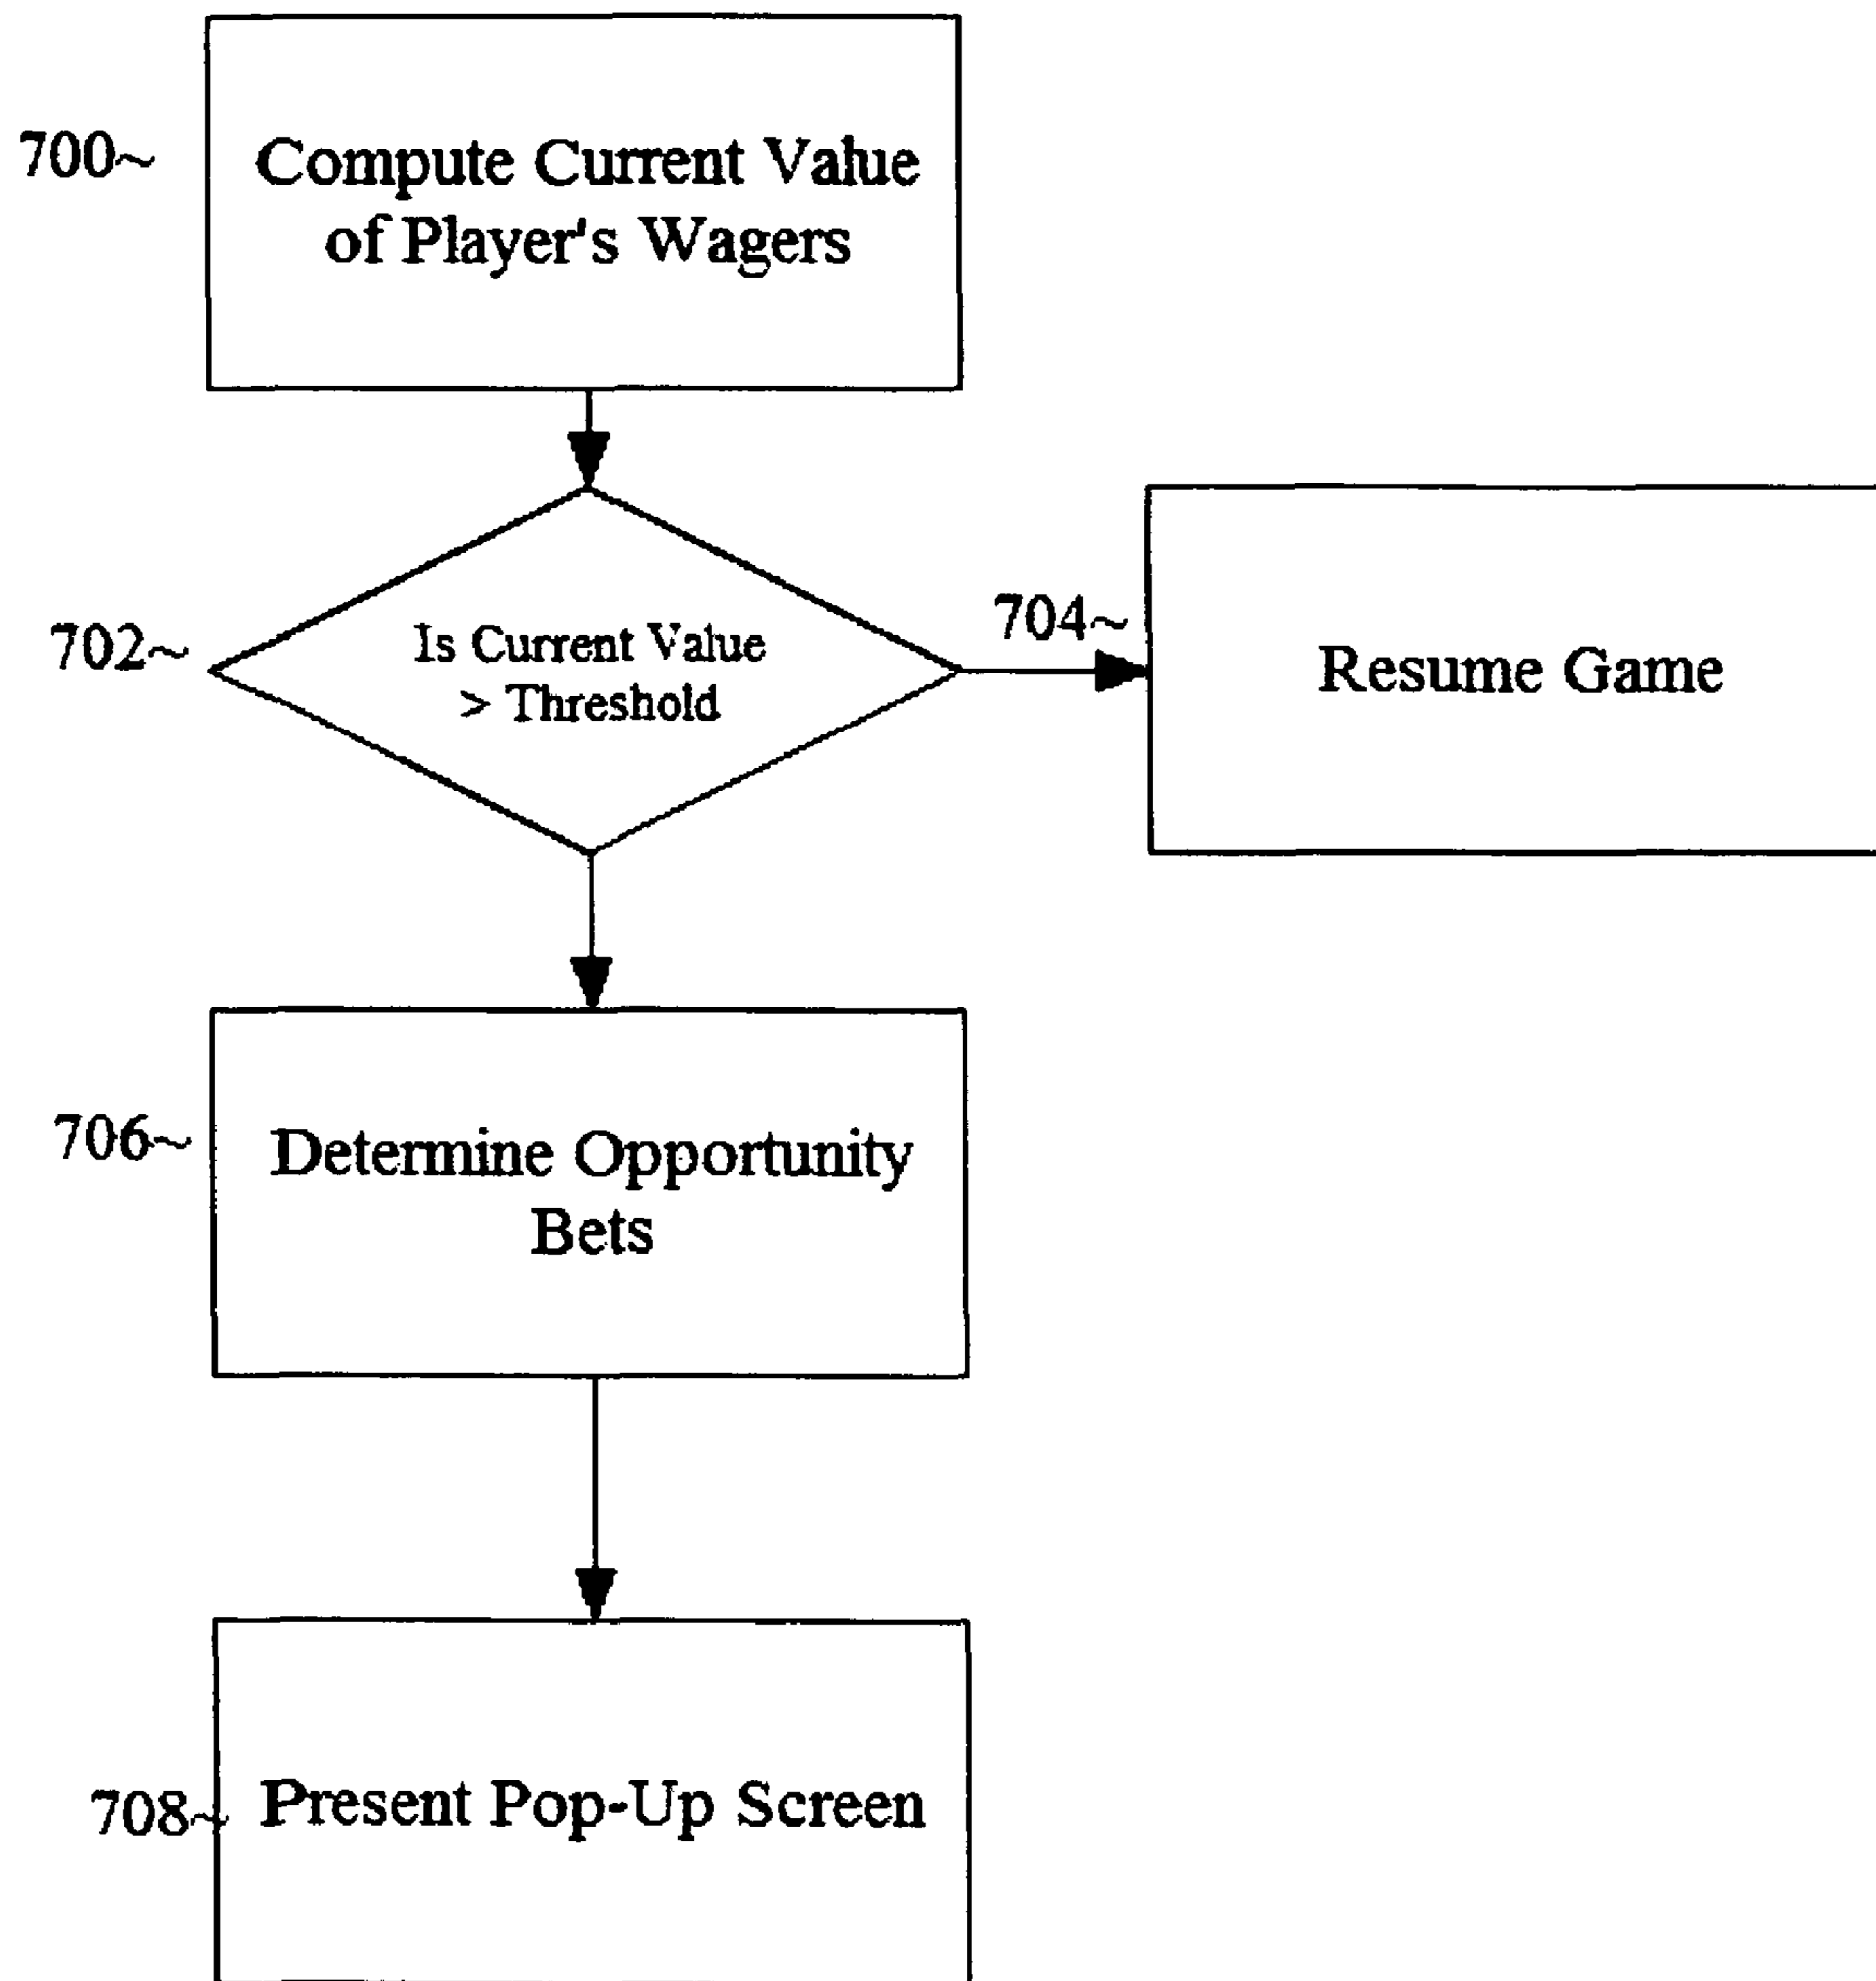 700~
Compute Current Value
of Player's Wagers
702~
Is Current Value
> Threshold
704~
Resume Game
706~
Determine Opportunity
Bets
708~
Present Pop-Up Screen